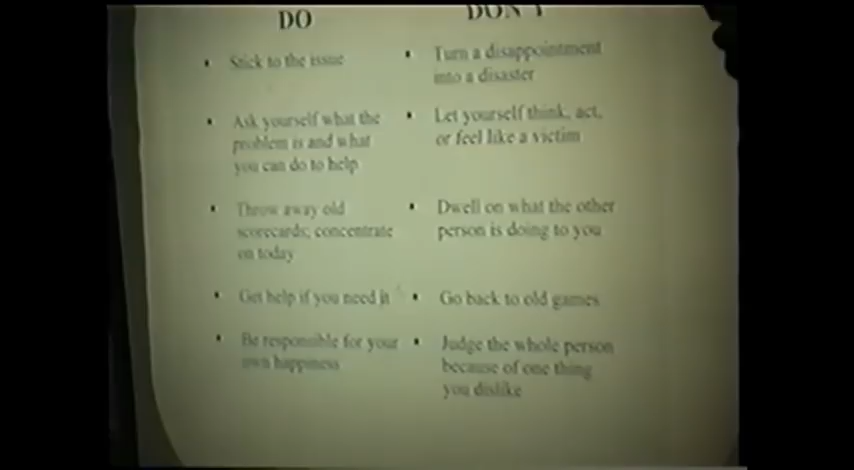 DO
Stick to the issue
Ask yourself what the
problem is and what
you can do to help
Throw away old
scorecards; concentrate
on today
Get help if you need it
Be responsible for your
own happiness
DON'T
Turn a disappointment
into a disaster
Let yourself think, act,
or feel like a victim
Dwell on what the other
person is doing to you
Go back to old games
Judge the whole person
because of one thing
you dislike